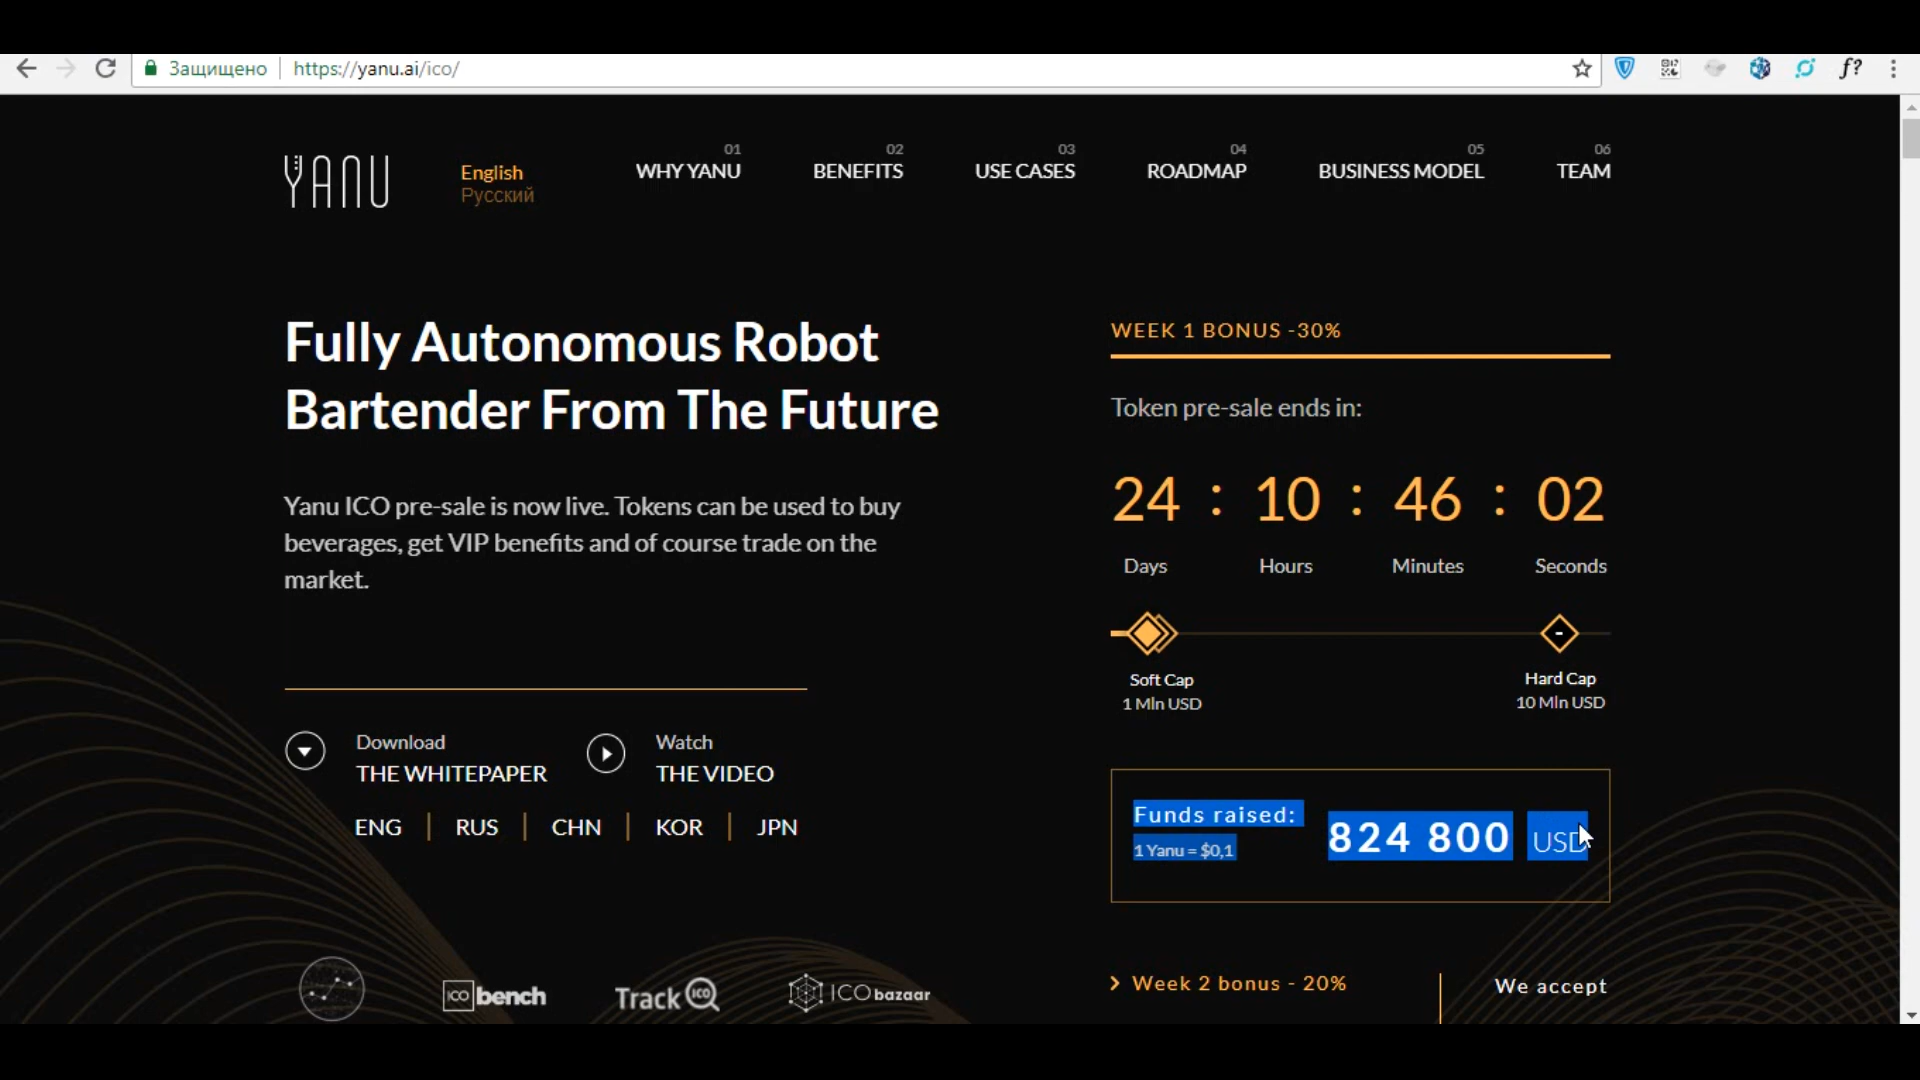 Защищено
https://yanu.ai/ico/
f?
YANU
English
Русский
01
WHY YANU
02
BENEFITS
03
USE CASES
04
ROADMAP
05
BUSINESS MODEL
06
TEAM
Fully Autonomous Robot
Bartender From The Future
Yanu ICO pre-sale is now live. Tokens can be used to buy
beverages, get VIP benefits and of course trade on the
market.
Download
THE WHITEPAPER
Watch
THE VIDEO
ENG
RUS
CHN
KOR
JPN
ICO bench
Track ICO
ICO bazaar
WEEK 1 BONUS -30%
Token pre-sale ends in:
24 : 10 : 46 : 02
Days Hours Minutes Seconds
Soft Cap
1 Mln USD
Hard Cap
10 Mln USD
Funds raised:
1 Yanu = $0,1
824 800 USD
Week 2 bonus - 20%
We accept